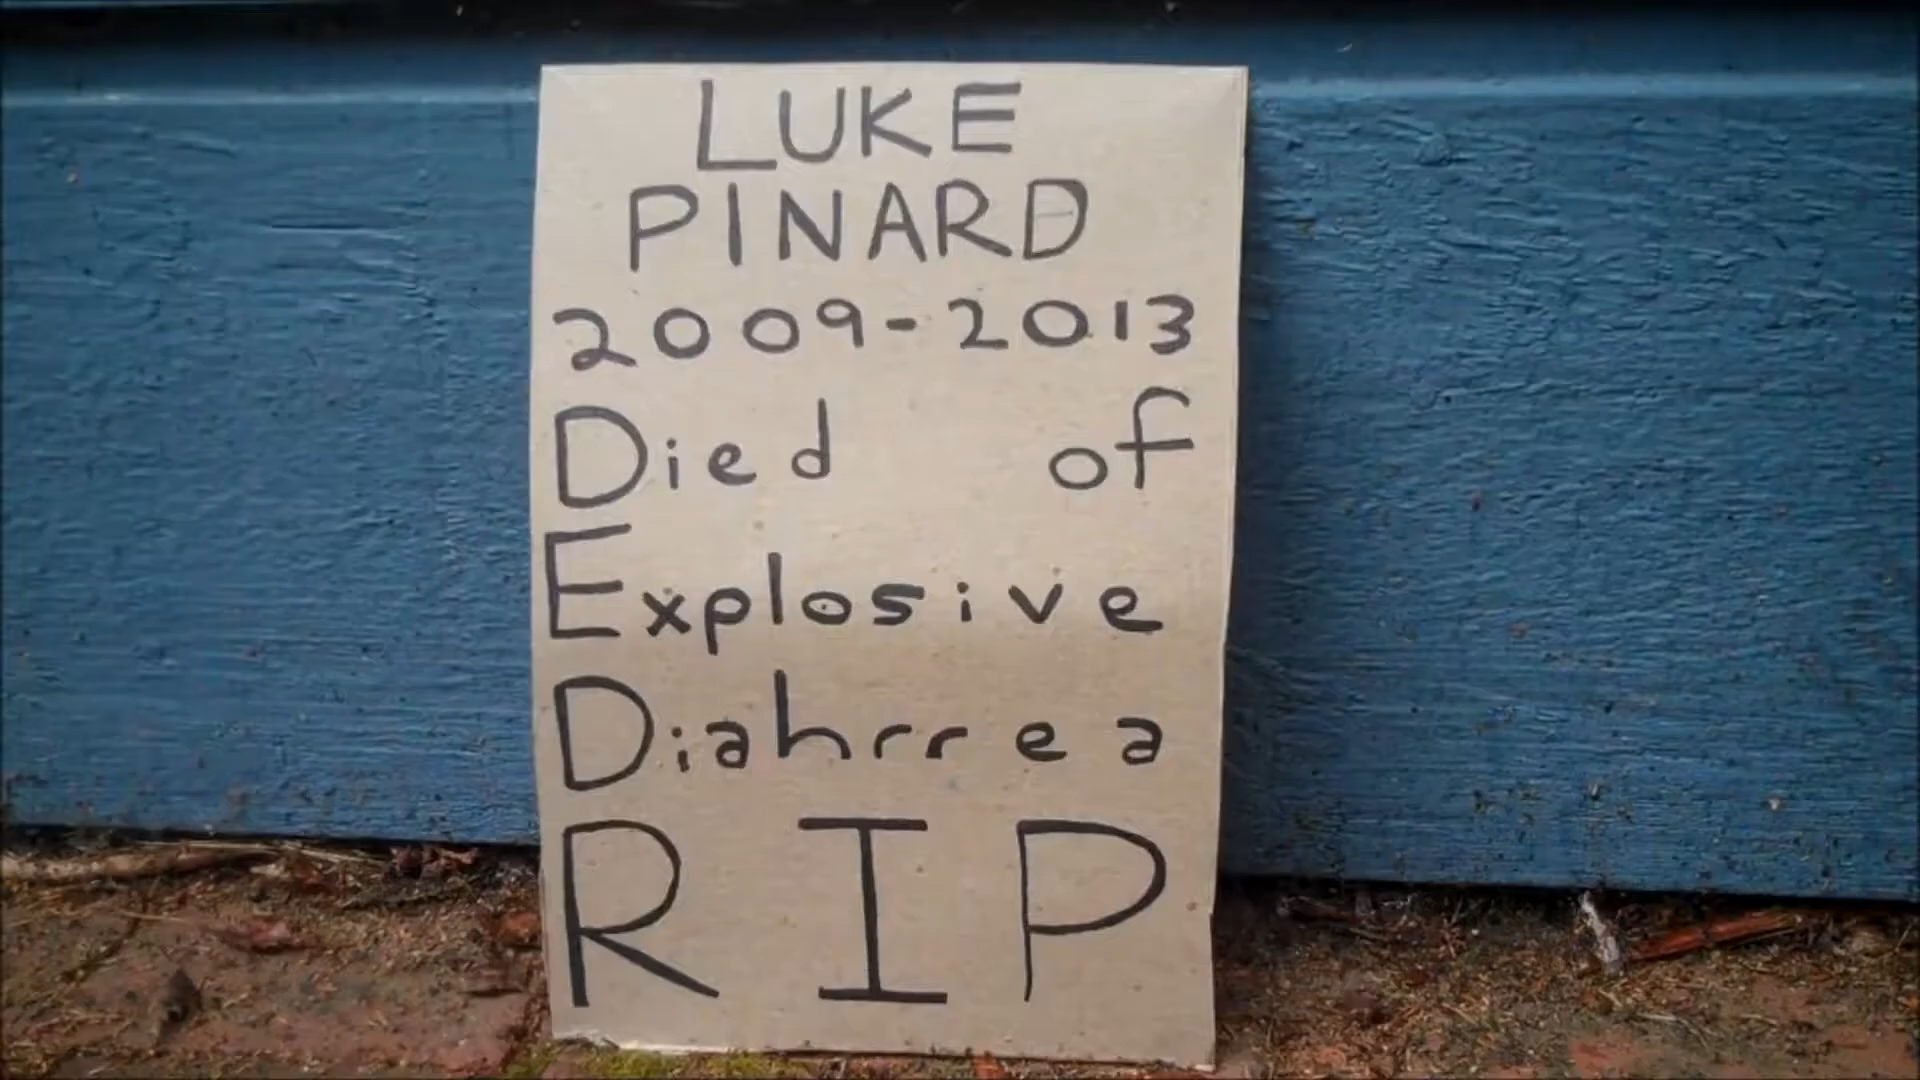 LUKE
PINARD
2009-2013
Died of
Explosive
Diahrrea
RIP